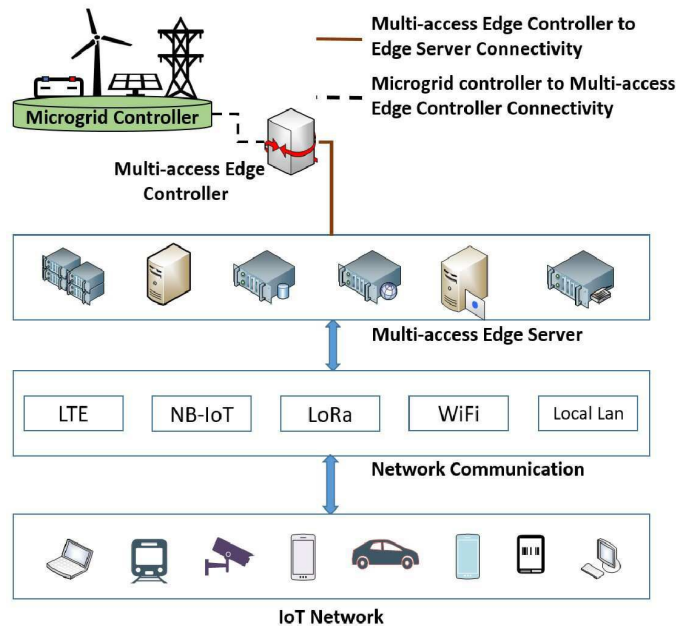 Multi-access Edge Controller to
Edge Server Connectivity
Microgrid controller to Multi-access
Edge Controller Connectivity
Microgrid Controller
Multi-access Edge
Controller
Multi-access Edge Server
LTE
NB-IoT
LoRa
WiFi
Local Lan
Network Communication
IoT Network